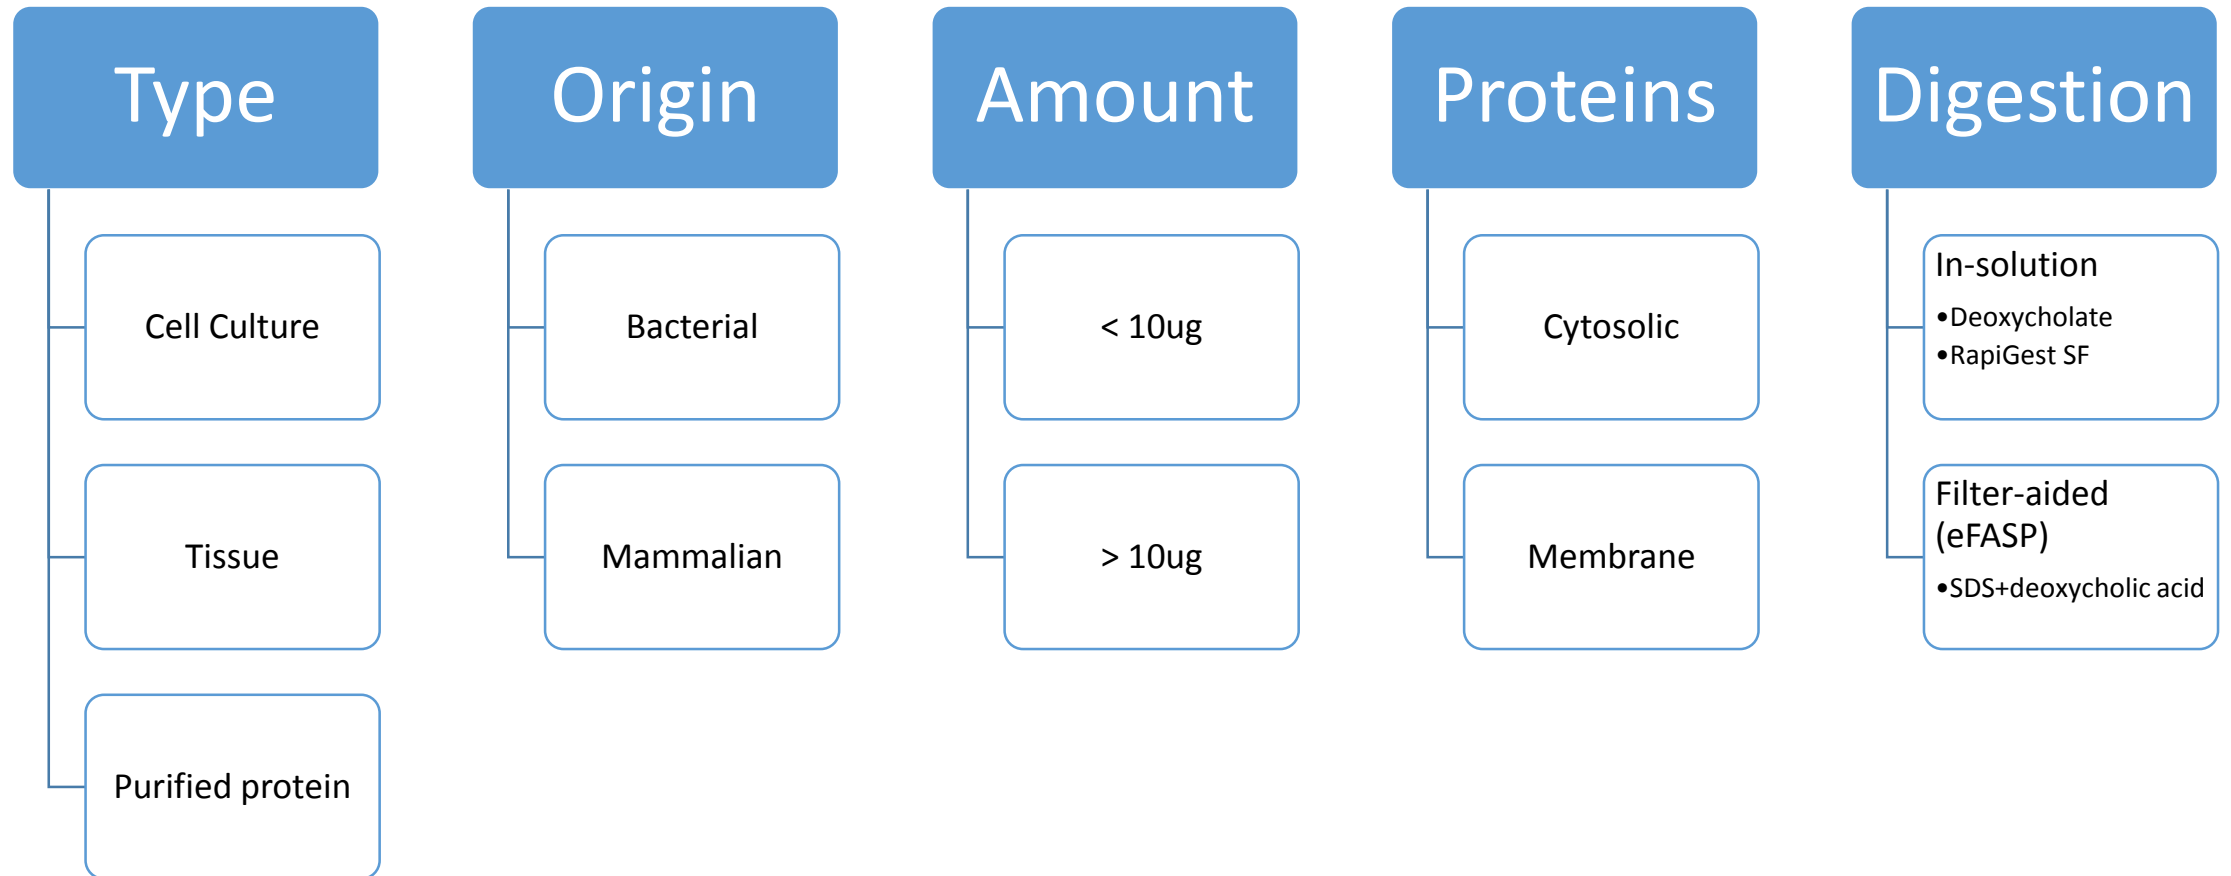 Type
Cell Culture
Tissue
Purified protein
Origin
Bacterial
Mammalian
Amount
< 10ug
> 10ug
Proteins
Cytosolic
Membrane
Digestion
In-solution
•Deoxycholate
•RapiGest SF
Filter-aided
(eFASP)
•SDS+deoxycholic acid